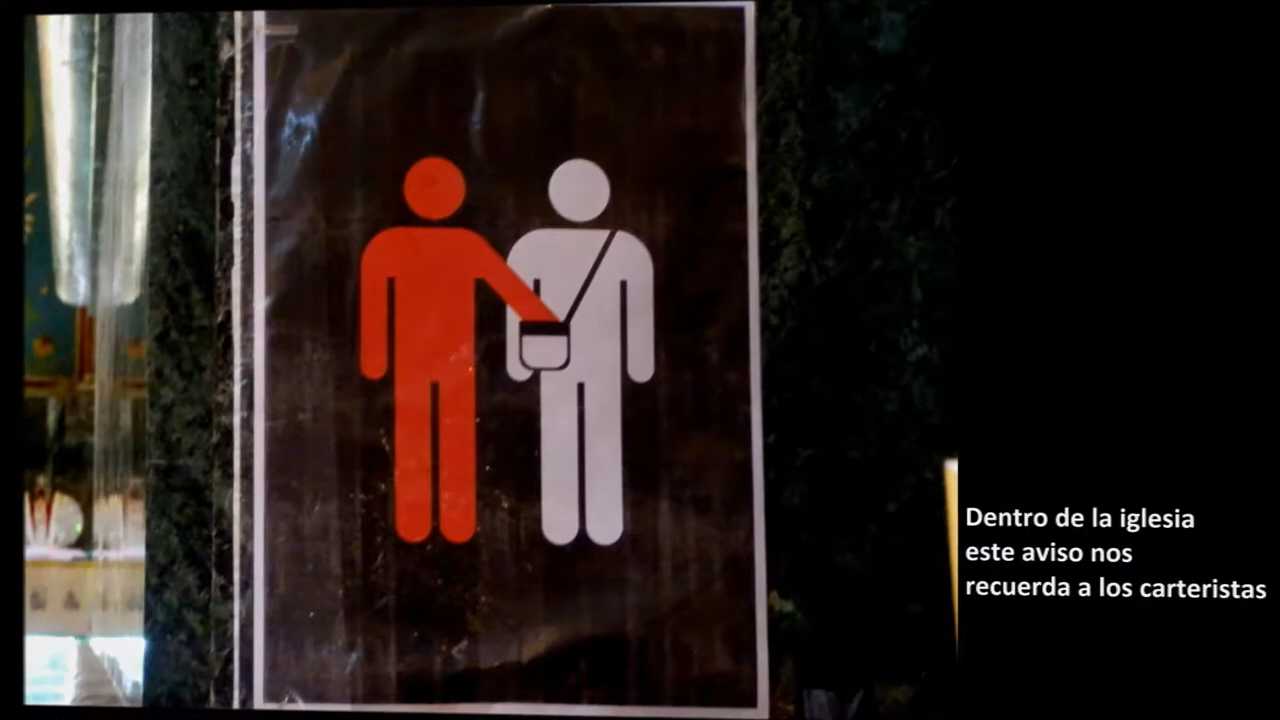 Dentro de la iglesia
este aviso nos
recuerda a los carteristas